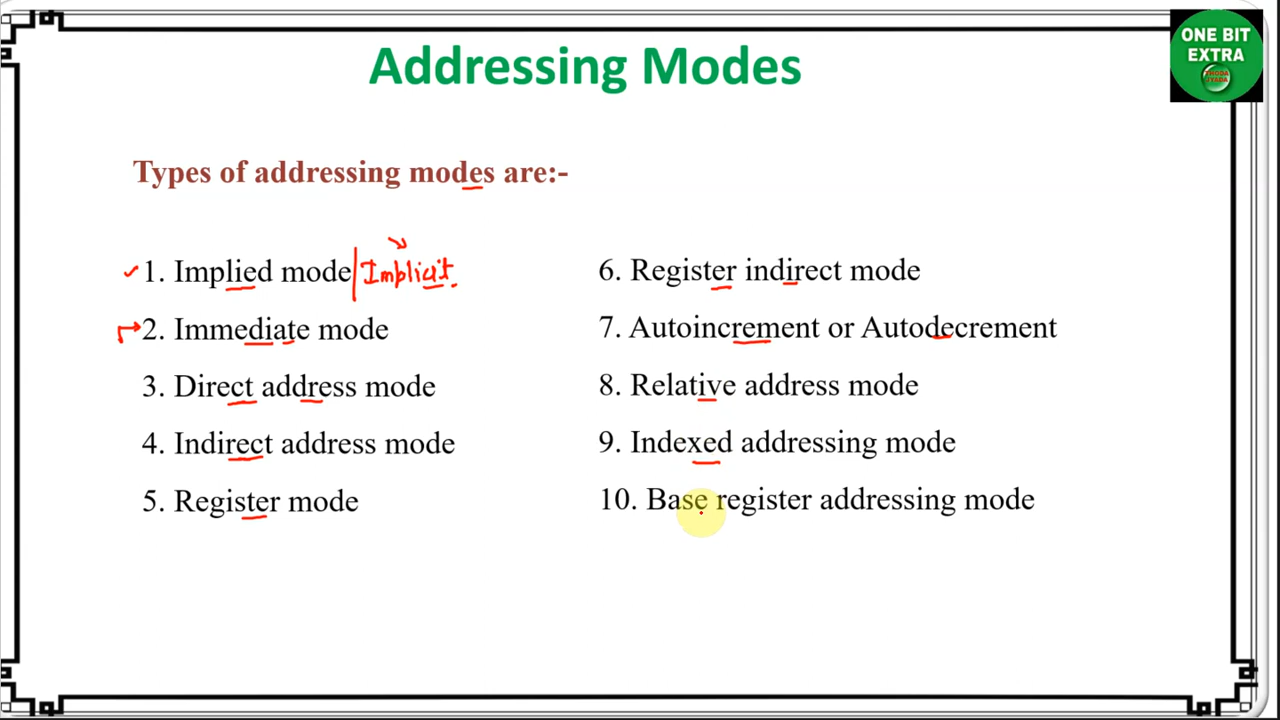 Addressing Modes
ONE BIT
EXTRA
THODA
JYADA
Types of addressing modes are:-
1. Implied mode | Implicit.
2. Immediate mode
3. Direct address mode
4. Indirect address mode
5. Register mode
6. Register indirect mode
7. Autoincrement or Autodecrement
8. Relative address mode
9. Indexed addressing mode
10. Base register addressing mode